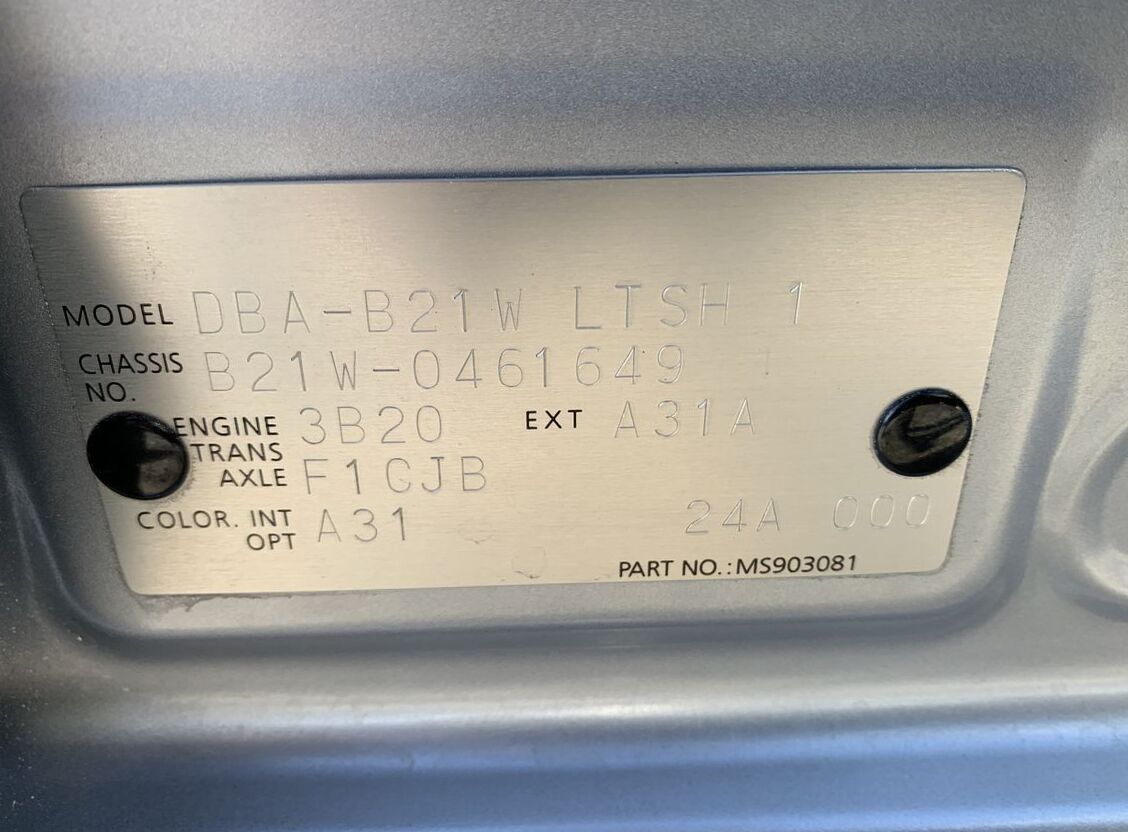 MODEL DBA-B21W LTSH 1
CHASSIS NO. B21W-0461649
ENGINE 3B20 EXT A31A
TRANS AXLE F1CJB
COLOR. INT OPT A31 24A 000
PART NO.:MS903081